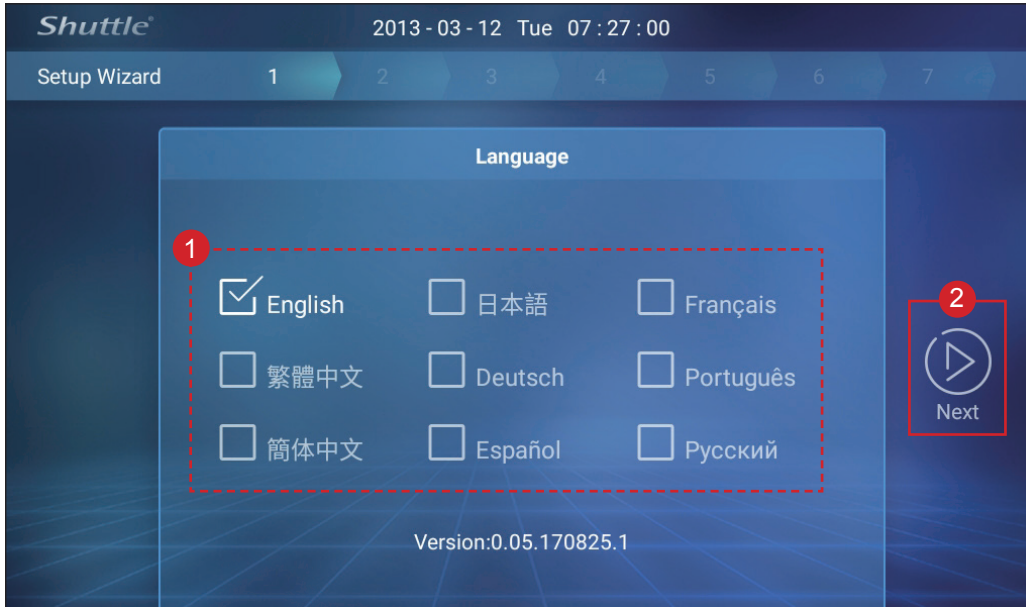 Shuttle® 2013-03-12 Tue 07:27:00
Setup Wizard 1 2 3 4 5 6 7
Language
1
English 日本語 Français
2
繁體中文 Deutsch Português
Next
簡体中文 Español Русский
Version:0.05.170825.1